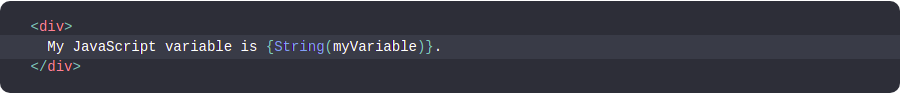 <div>
  My JavaScript variable is {String(myVariable)}.
</div>